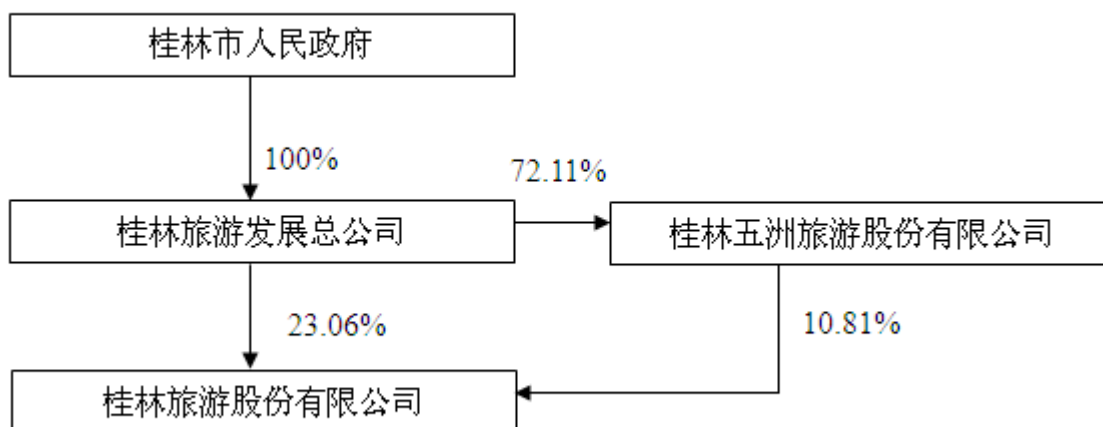 桂林市人民政府
100%
72.11%
桂林旅游发展总公司
桂林五洲旅游股份有限公司
23.06%
10.81%
桂林旅游股份有限公司